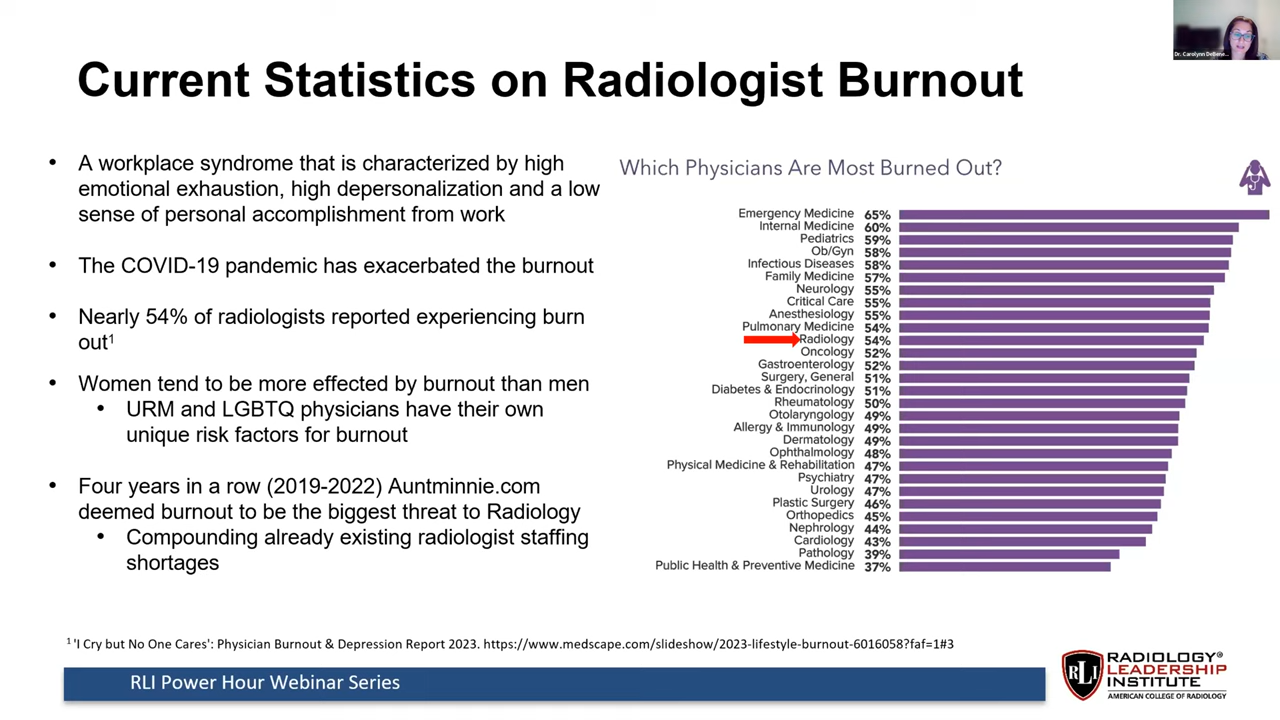 Dr. Carolynn DeBene...
Current Statistics on Radiologist Burnout
• A workplace syndrome that is characterized by high
emotional exhaustion, high depersonalization and a low
sense of personal accomplishment from work
• The COVID-19 pandemic has exacerbated the burnout
• Nearly 54% of radiologists reported experiencing burn
out¹
• Women tend to be more effected by burnout than men
• URM and LGBTQ physicians have their own
unique risk factors for burnout
• Four years in a row (2019-2022) Auntminnie.com
deemed burnout to be the biggest threat to Radiology
• Compounding already existing radiologist staffing
shortages
Which Physicians Are Most Burned Out?
Emergency Medicine 65%
Internal Medicine 60%
Pediatrics 59%
Ob/Gyn 58%
Infectious Diseases 58%
Family Medicine 57%
Neurology 55%
Critical Care 55%
Anesthesiology 55%
Pulmonary Medicine 54%
Radiology 54%
Oncology 52%
Gastroenterology 52%
Surgery, General 51%
Diabetes & Endocrinology 51%
Rheumatology 50%
Otolaryngology 49%
Allergy & Immunology 49%
Dermatology 49%
Ophthalmology 48%
Physical Medicine & Rehabilitation 47%
Psychiatry 47%
Urology 47%
Plastic Surgery 46%
Orthopedics 45%
Nephrology 44%
Cardiology 43%
Pathology 39%
Public Health & Preventive Medicine 37%
¹ 'I Cry but No One Cares': Physician Burnout & Depression Report 2023. https://www.medscape.com/slideshow/2023-lifestyle-burnout-6016058?faf=1#3
RLI Power Hour Webinar Series
RLI
RADIOLOGY®
LEADERSHIP
INSTITUTE
AMERICAN COLLEGE OF RADIOLOGY